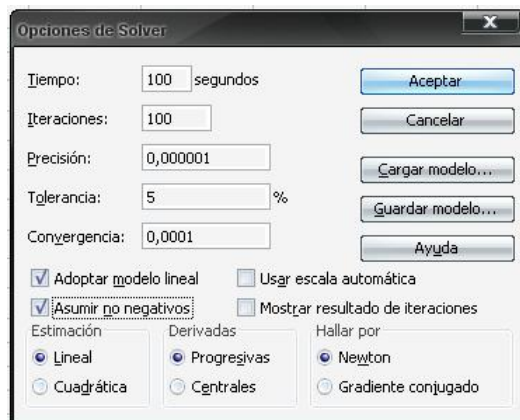 Opciones de Solver
X
Tiempo: 100 segundos Aceptar
Iteraciones: 100 Cancelar
Precisión: 0,000001 Cargar modelo...
Tolerancia: 5 % Guardar modelo...
Convergencia: 0,0001 Ayuda
Adoptar modelo lineal Usar escala automática
Asumir no negativos Mostrar resultado de iteraciones
Estimación Derivadas Hallar por
Lineal Progresivas Newton
Cuadrática Centrales Gradiente conjugado